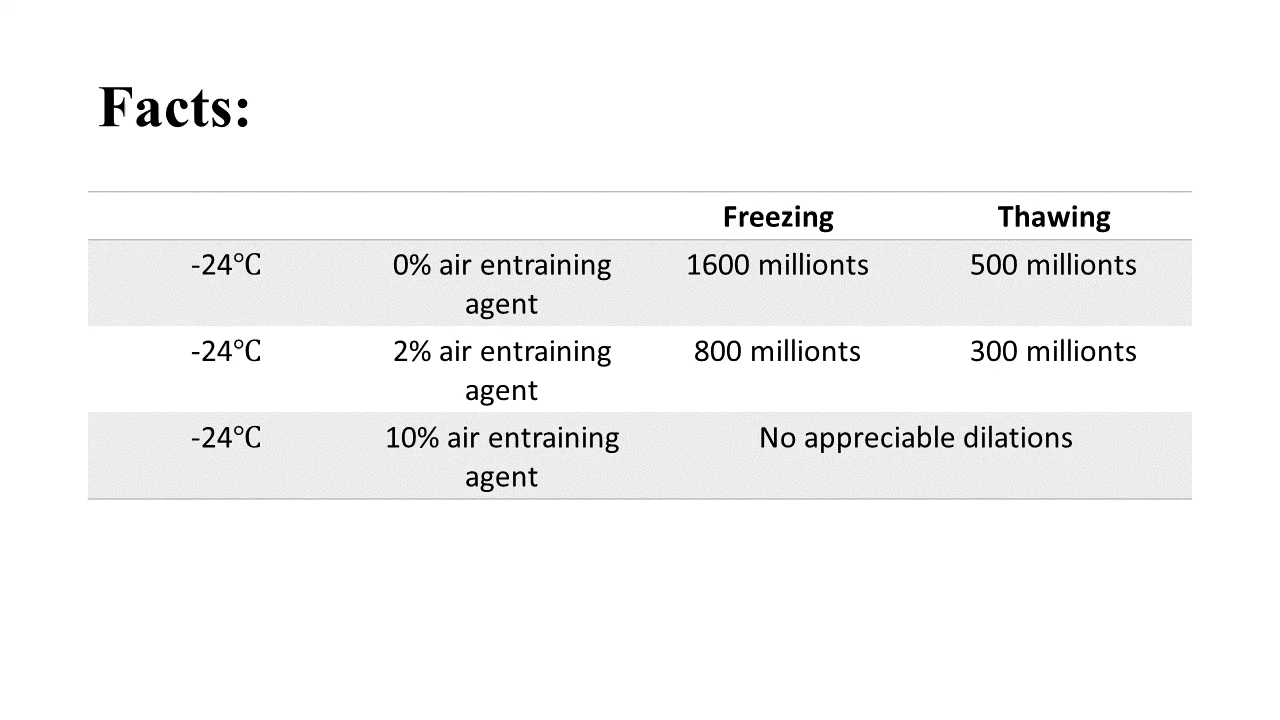 Facts:
Freezing Thawing
-24℃ 0% air entraining 1600 millionts 500 millionts
agent
-24℃ 2% air entraining 800 millionts 300 millionts
agent
-24℃ 10% air entraining No appreciable dilations
agent